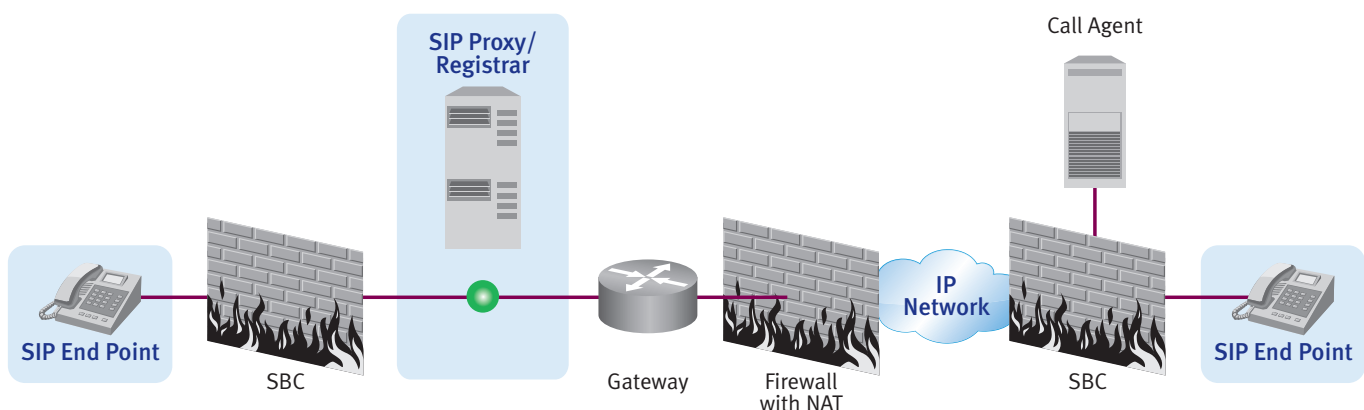 Call Agent
SIP Proxy/
Registrar
IP
Network
SIP End Point
SBC
Gateway
Firewall
with NAT
SBC
SIP End Point